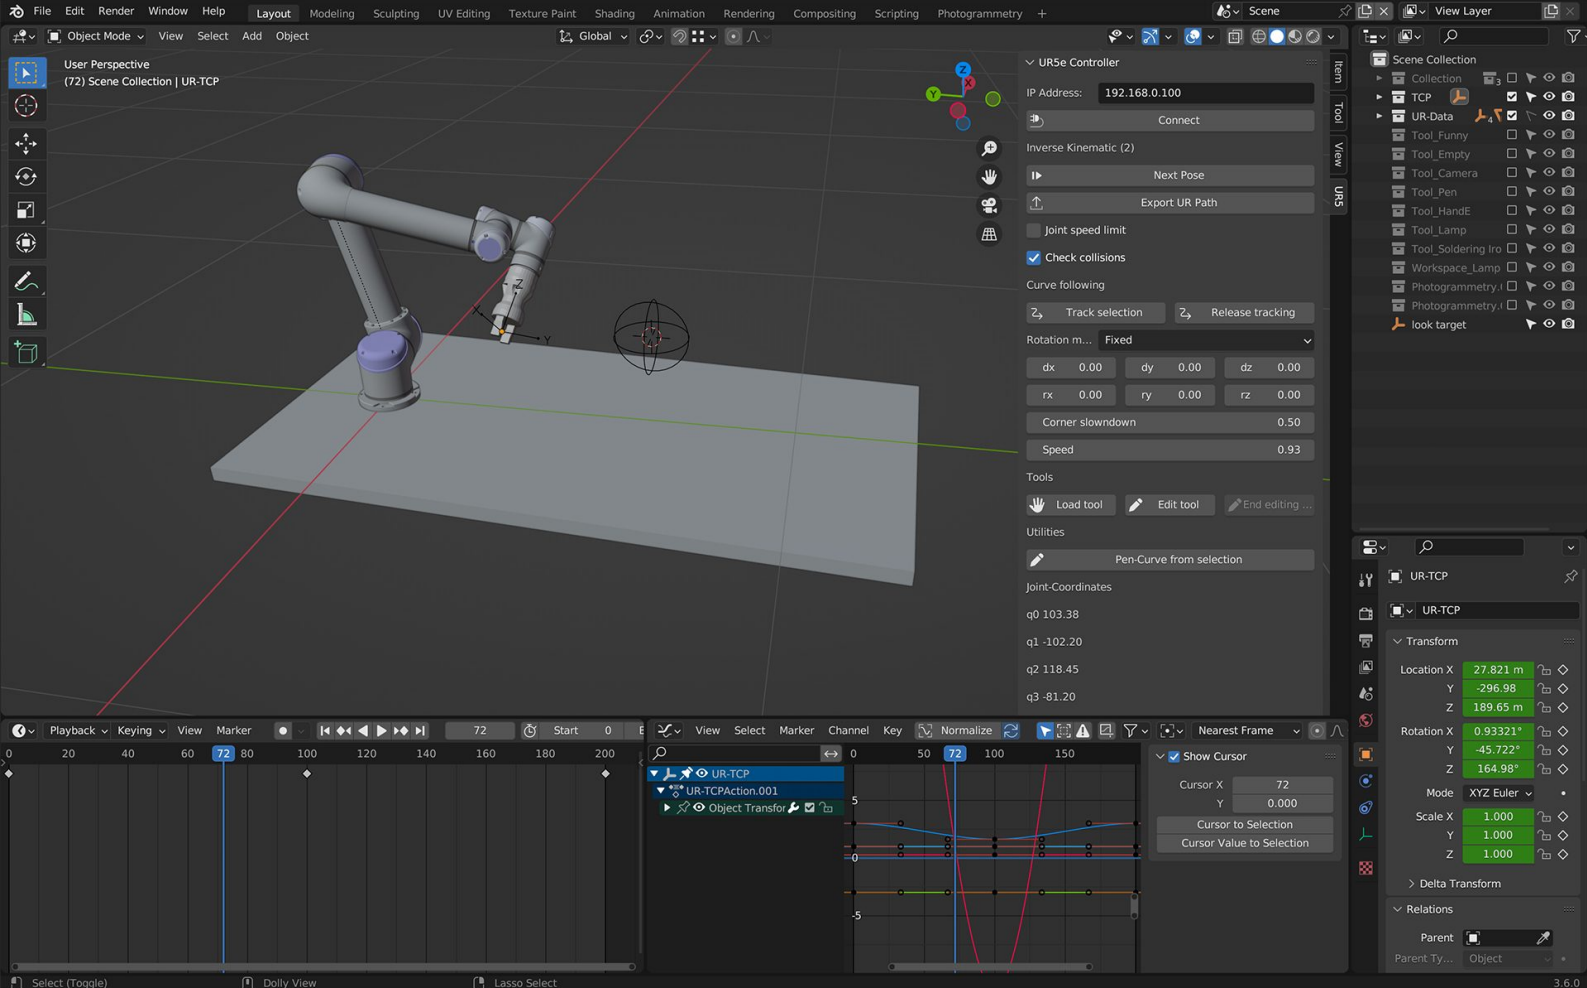 File Edit Render Window Help Layout Modeling Sculpting UV Editing Texture Paint Shading Animation Rendering Compositing Scripting Photogrammetry + Scene View Layer
Object Mode View Select Add Object Global
User Perspective
(72) Scene Collection | UR-TCP
Z
X
Y
Z
X
Y
UR5e Controller
IP Address: 192.168.0.100
Connect
Inverse Kinematic (2)
Next Pose
Export UR Path
Joint speed limit
Check collisions
Curve following
Track selection Release tracking
Rotation m... Fixed
dx 0.00 dy 0.00 dz 0.00
rx 0.00 ry 0.00 rz 0.00
Corner slowndown 0.50
Speed 0.93
Tools
Load tool Edit tool End editing ...
Utilities
Pen-Curve from selection
Joint-Coordinates
q0 103.38
q1 -102.20
q2 118.45
q3 -81.20
Item
Tool
View
UR5
Scene Collection
Collection 3
TCP
UR-Data 4
Tool_Funny
Tool_Empty
Tool_Camera
Tool_Pen
Tool_HandE
Tool_Lamp
Tool_Soldering Iro
Workspace_Lamp
Photogrammetry.
Photogrammetry.
look target
UR-TCP
UR-TCP
Transform
Location X 27.821 m
Y -296.98
Z 189.65 m
Rotation X 0.93321°
Y -45.722°
Z 164.98°
Mode XYZ Euler
Scale X 1.000
Y 1.000
Z 1.000
Delta Transform
Relations
Parent
Parent Ty... Object
Playback Keying View Marker 72 Start 0 E
0 20 40 60 72 80 100 120 140 160 180 200
View Select Marker Channel Key Normalize Nearest Frame
0 50 72 100 150
UR-TCP
UR-TCPAction.001
Object Transfor
5
0
-5
Show Cursor
Cursor X 72
Y 0.000
Cursor to Selection
Cursor Value to Selection
Select (Toggle) Dolly View Lasso Select 3.6.0